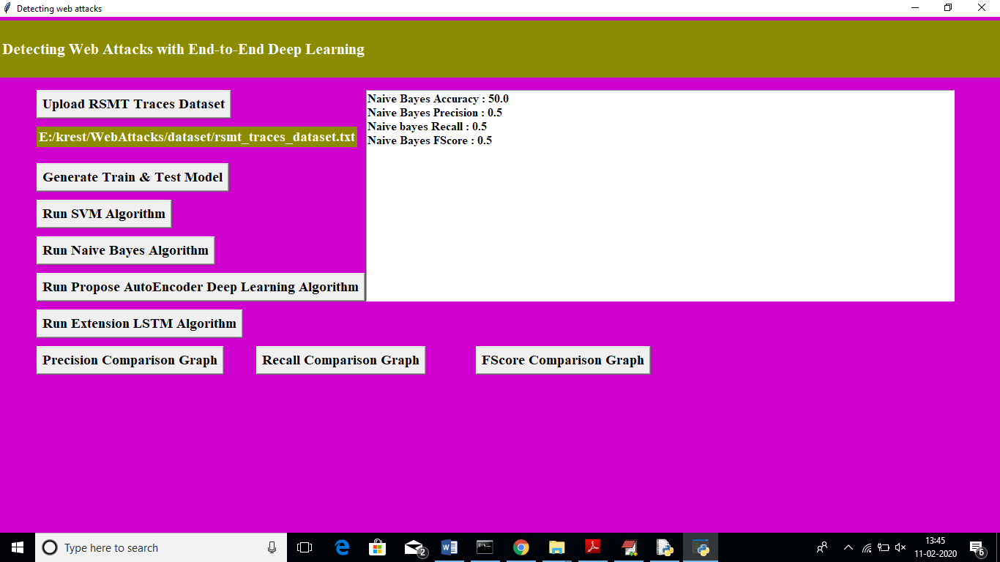 Detecting web attacks
Detecting Web Attacks with End-to-End Deep Learning
Upload RSMT Traces Dataset
E:/krest/WebAttacks/dataset/rsmt_traces_dataset.txt
Naive Bayes Accuracy : 50.0
Naive Bayes Precision : 0.5
Naive bayes Recall : 0.5
Naive Bayes FScore : 0.5
Generate Train & Test Model
Run SVM Algorithm
Run Naive Bayes Algorithm
Run Propose AutoEncoder Deep Learning Algorithm
Run Extension LSTM Algorithm
Precision Comparison Graph
Recall Comparison Graph
FScore Comparison Graph
Type here to search
2
13:45
11-02-2020
6